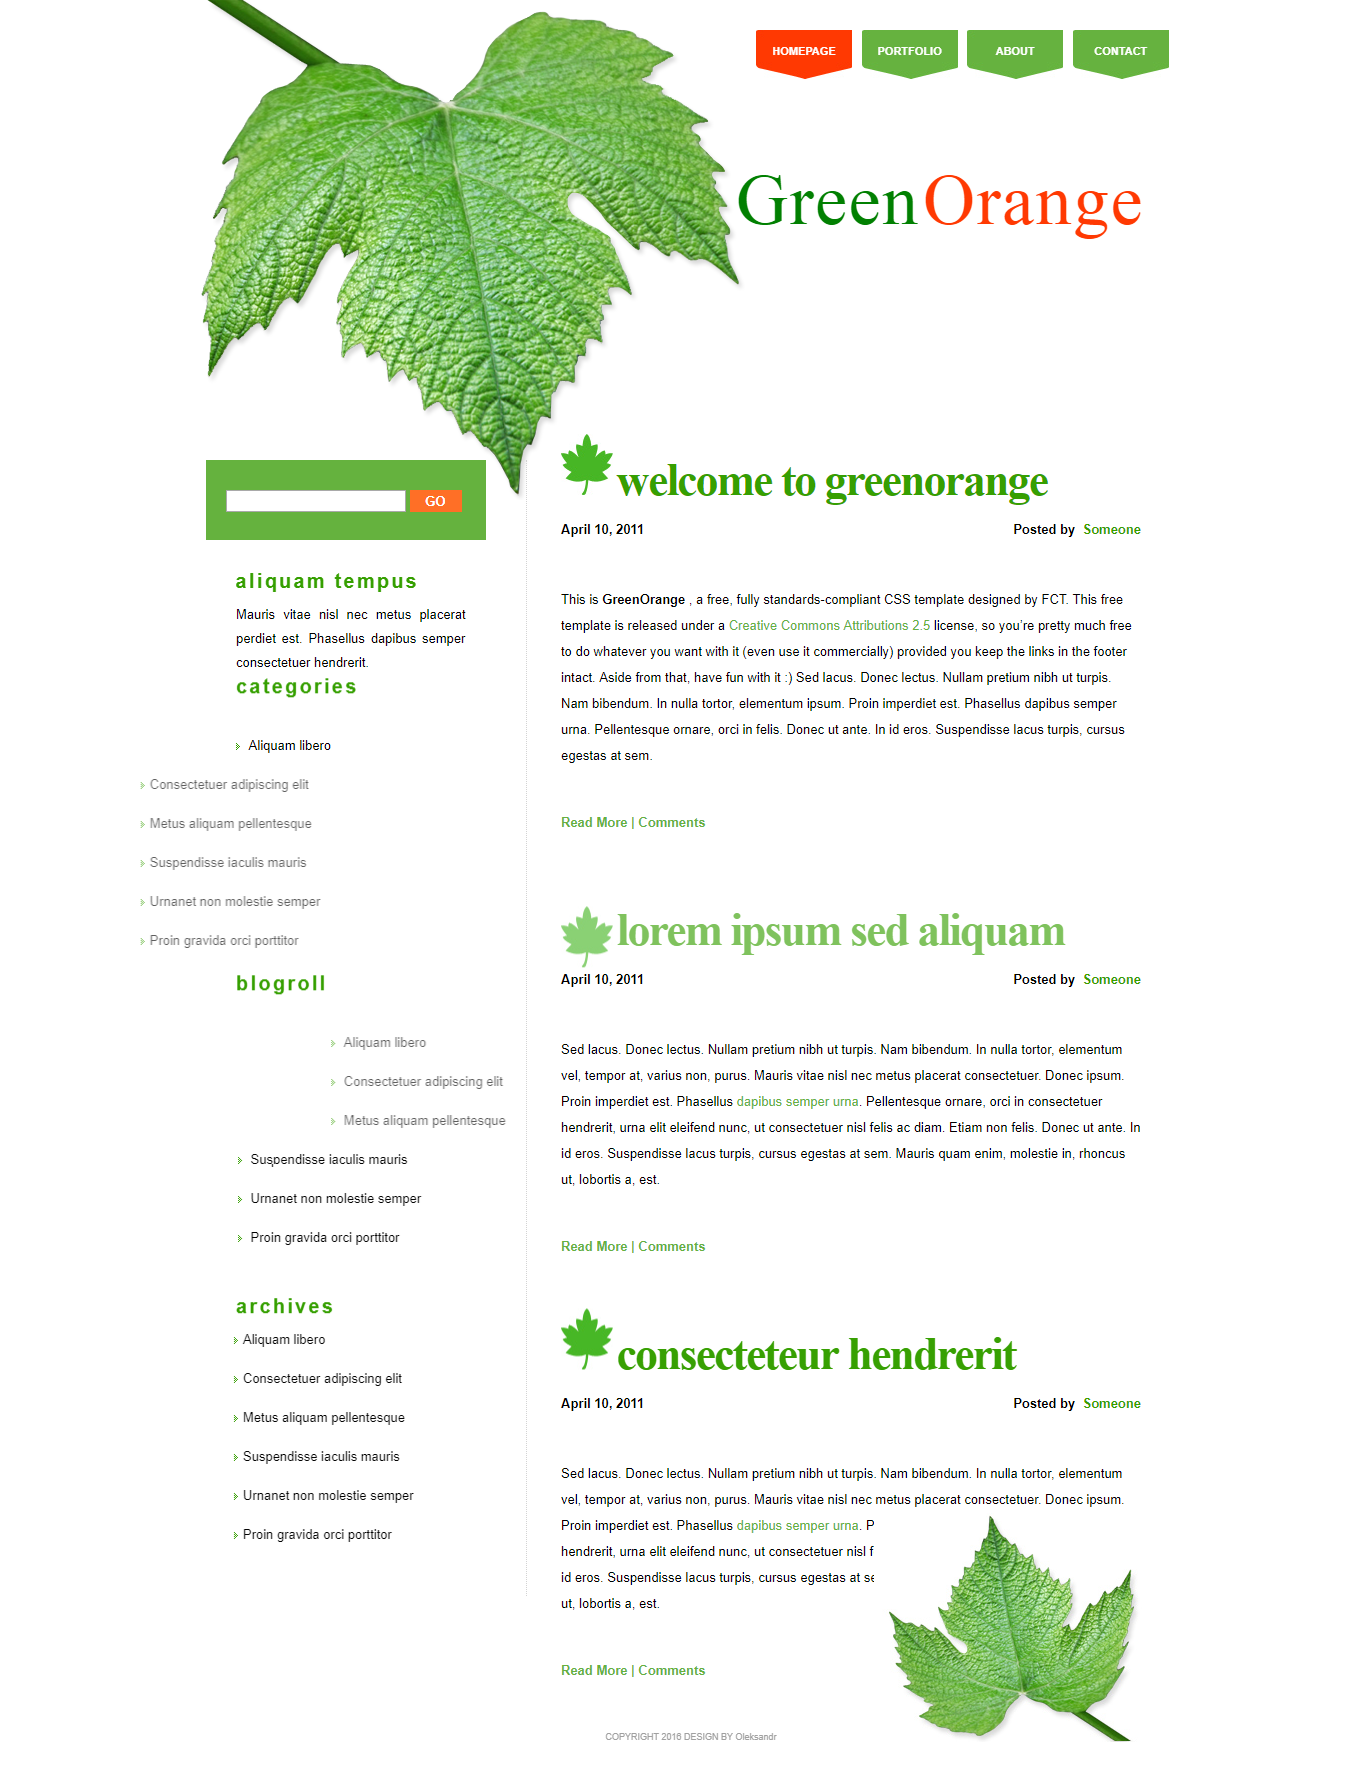 HOMEPAGE PORTFOLIO ABOUT CONTACT
GreenOrange
GO
aliquam tempus
Mauris vitae nisl nec metus placerat
perdiet est. Phasellus dapibus semper
consectetuer hendrerit.
categories
Aliquam libero
Consectetuer adipiscing elit
Metus aliquam pellentesque
Suspendisse iaculis mauris
Urnanet non molestie semper
Proin gravida orci porttitor
blogroll
Aliquam libero
Consectetuer adipiscing elit
Metus aliquam pellentesque
Suspendisse iaculis mauris
Urnanet non molestie semper
Proin gravida orci porttitor
archives
Aliquam libero
Consectetuer adipiscing elit
Metus aliquam pellentesque
Suspendisse iaculis mauris
Urnanet non molestie semper
Proin gravida orci porttitor
welcome to greenorange
April 10, 2011 Posted by Someone
This is GreenOrange , a free, fully standards-compliant CSS template designed by FCT. This free
template is released under a Creative Commons Attributions 2.5 license, so you’re pretty much free
to do whatever you want with it (even use it commercially) provided you keep the links in the footer
intact. Aside from that, have fun with it :) Sed lacus. Donec lectus. Nullam pretium nibh ut turpis.
Nam bibendum. In nulla tortor, elementum ipsum. Proin imperdiet est. Phasellus dapibus semper
urna. Pellentesque ornare, orci in felis. Donec ut ante. In id eros. Suspendisse lacus turpis, cursus
egestas at sem.
Read More | Comments
lorem ipsum sed aliquam
April 10, 2011 Posted by Someone
Sed lacus. Donec lectus. Nullam pretium nibh ut turpis. Nam bibendum. In nulla tortor, elementum
vel, tempor at, varius non, purus. Mauris vitae nisl nec metus placerat consectetuer. Donec ipsum.
Proin imperdiet est. Phasellus dapibus semper urna. Pellentesque ornare, orci in consectetuer
hendrerit, urna elit eleifend nunc, ut consectetuer nisl felis ac diam. Etiam non felis. Donec ut ante. In
id eros. Suspendisse lacus turpis, cursus egestas at sem. Mauris quam enim, molestie in, rhoncus
ut, lobortis a, est.
Read More | Comments
consecteteur hendrerit
April 10, 2011 Posted by Someone
Sed lacus. Donec lectus. Nullam pretium nibh ut turpis. Nam bibendum. In nulla tortor, elementum
vel, tempor at, varius non, purus. Mauris vitae nisl nec metus placerat consectetuer. Donec ipsum.
Proin imperdiet est. Phasellus dapibus semper urna.
hendrerit, urna elit eleifend nunc, ut consectetuer nisl
id eros. Suspendisse lacus turpis, cursus egestas at
ut, lobortis a, est.
Read More | Comments
COPYRIGHT 2016 DESIGN BY Oleksandr